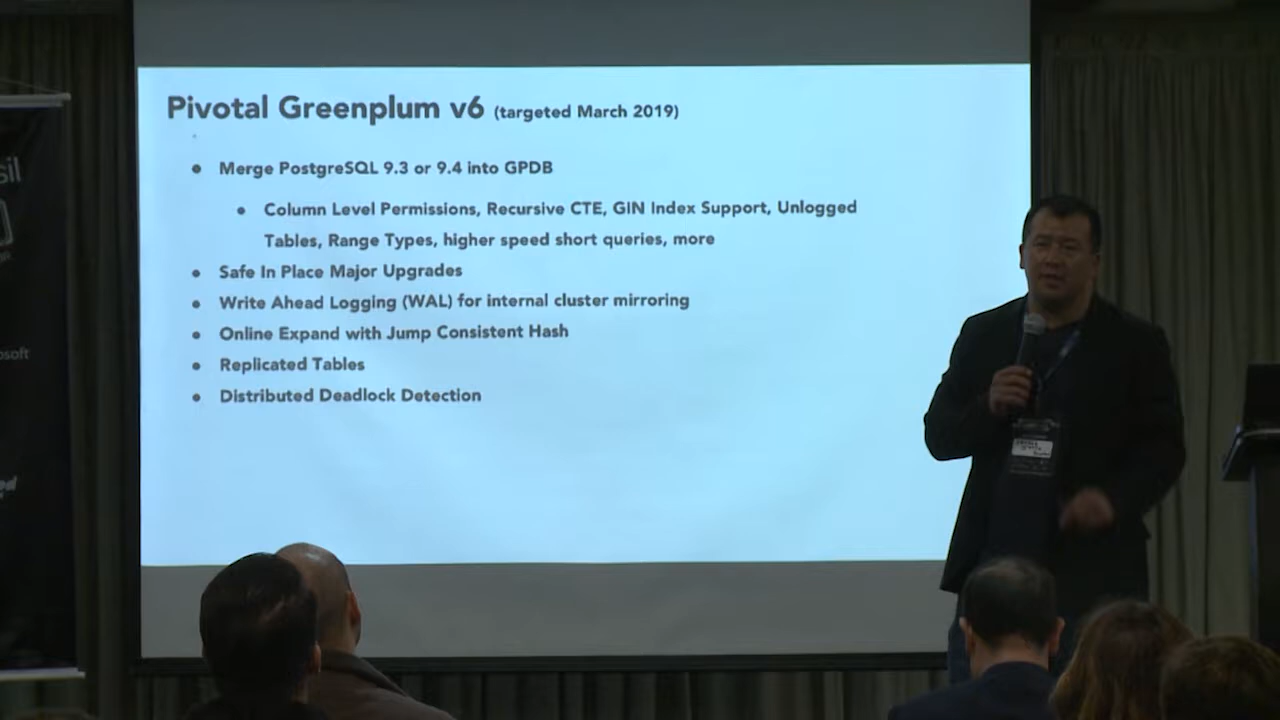 Pivotal Greenplum v6 (targeted March 2019)
Merge PostgreSQL 9.3 or 9.4 into GPDB
Column Level Permissions, Recursive CTE, GIN Index Support, Unlogged
Tables, Range Types, higher speed short queries, more
Safe In Place Major Upgrades
Write Ahead Logging (WAL) for internal cluster mirroring
Online Expand with Jump Consistent Hash
Replicated Tables
Distributed Deadlock Detection